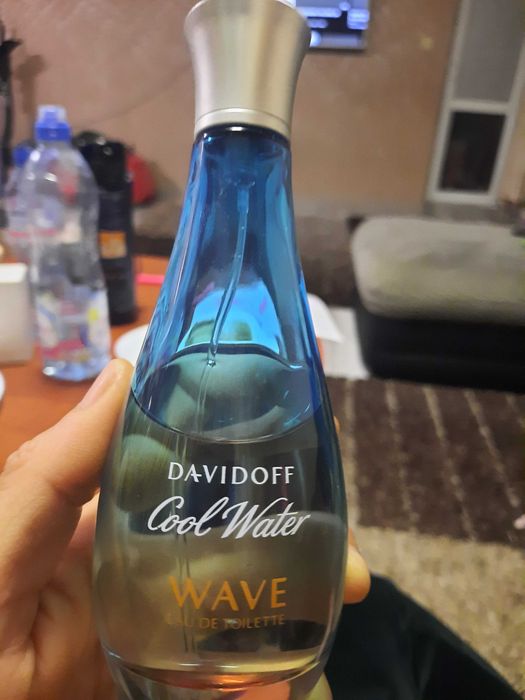 DAVIDOFF
Cool Water
WAVE
EAU DE TOILETTE